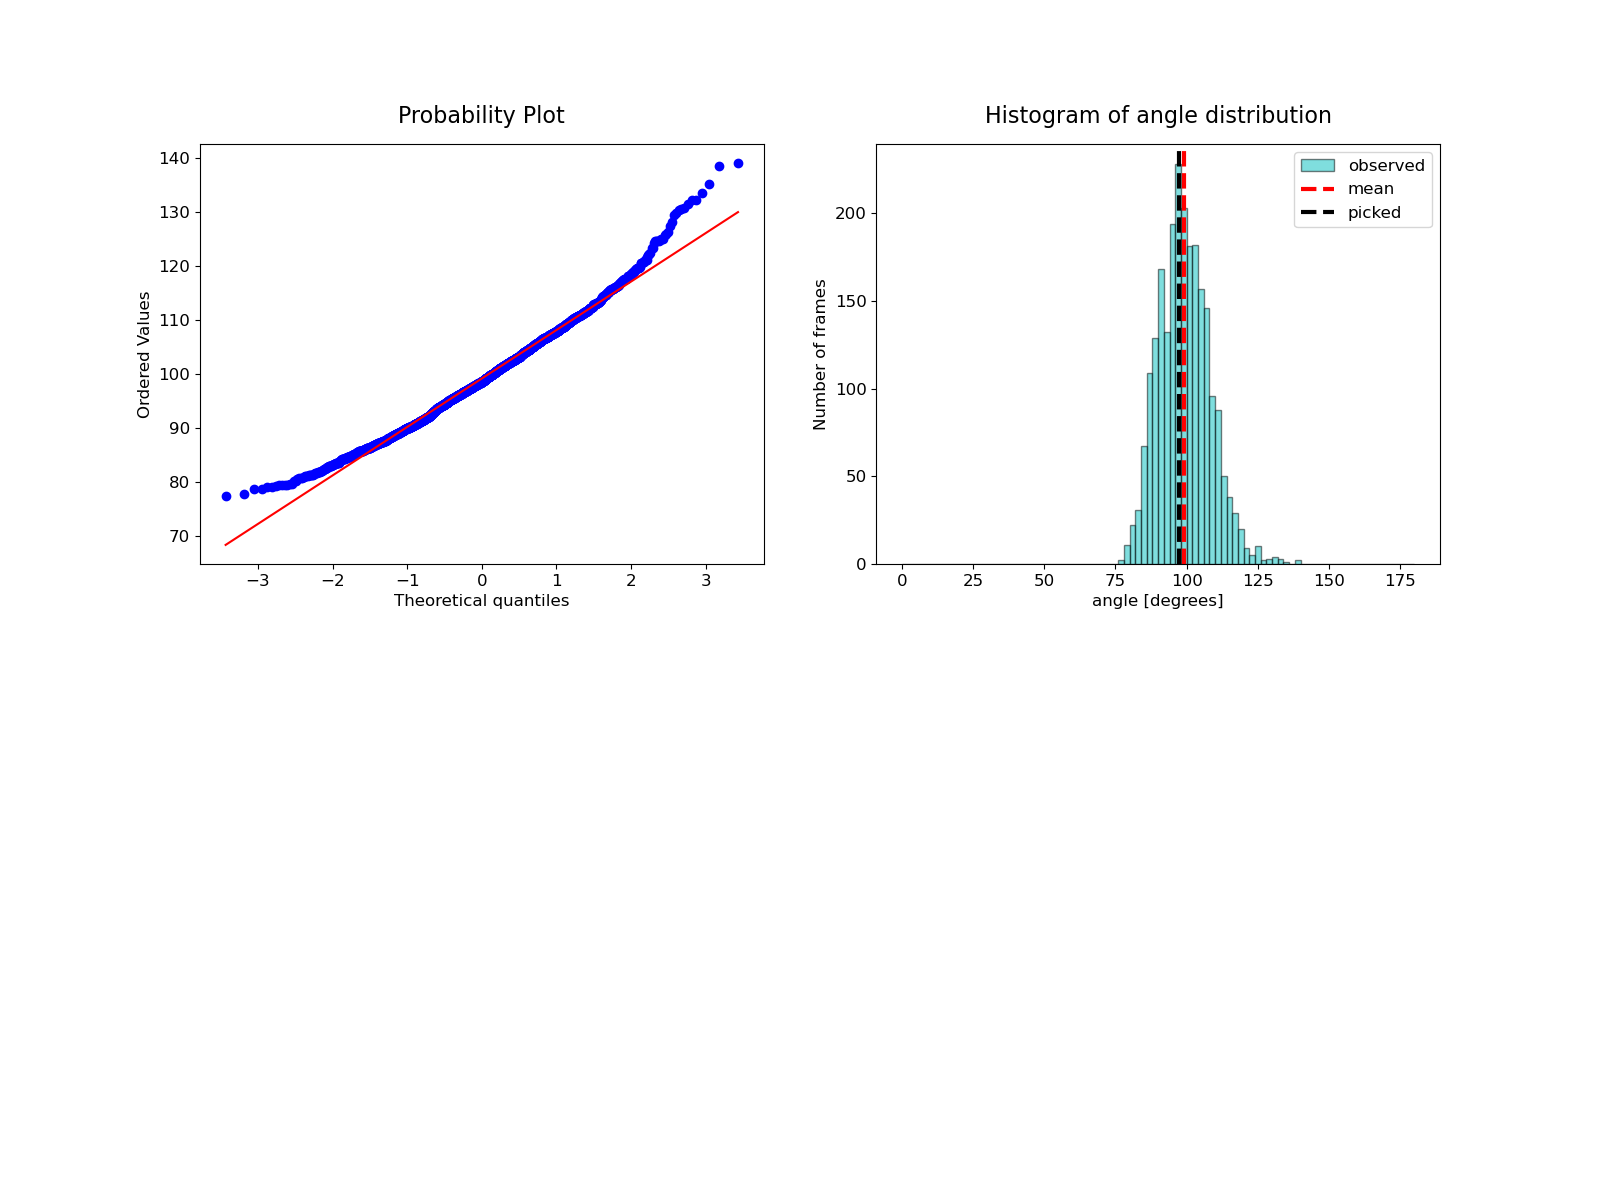 Probability Plot
140
130
120
110
100
90
80
70
Ordered Values
−3 −2 −1 0 1 2 3
Theoretical quantiles
Histogram of angle distribution
observed
mean
picked
200
150
100
50
0
Number of frames
0 25 50 75 100 125 150 175
angle [degrees]